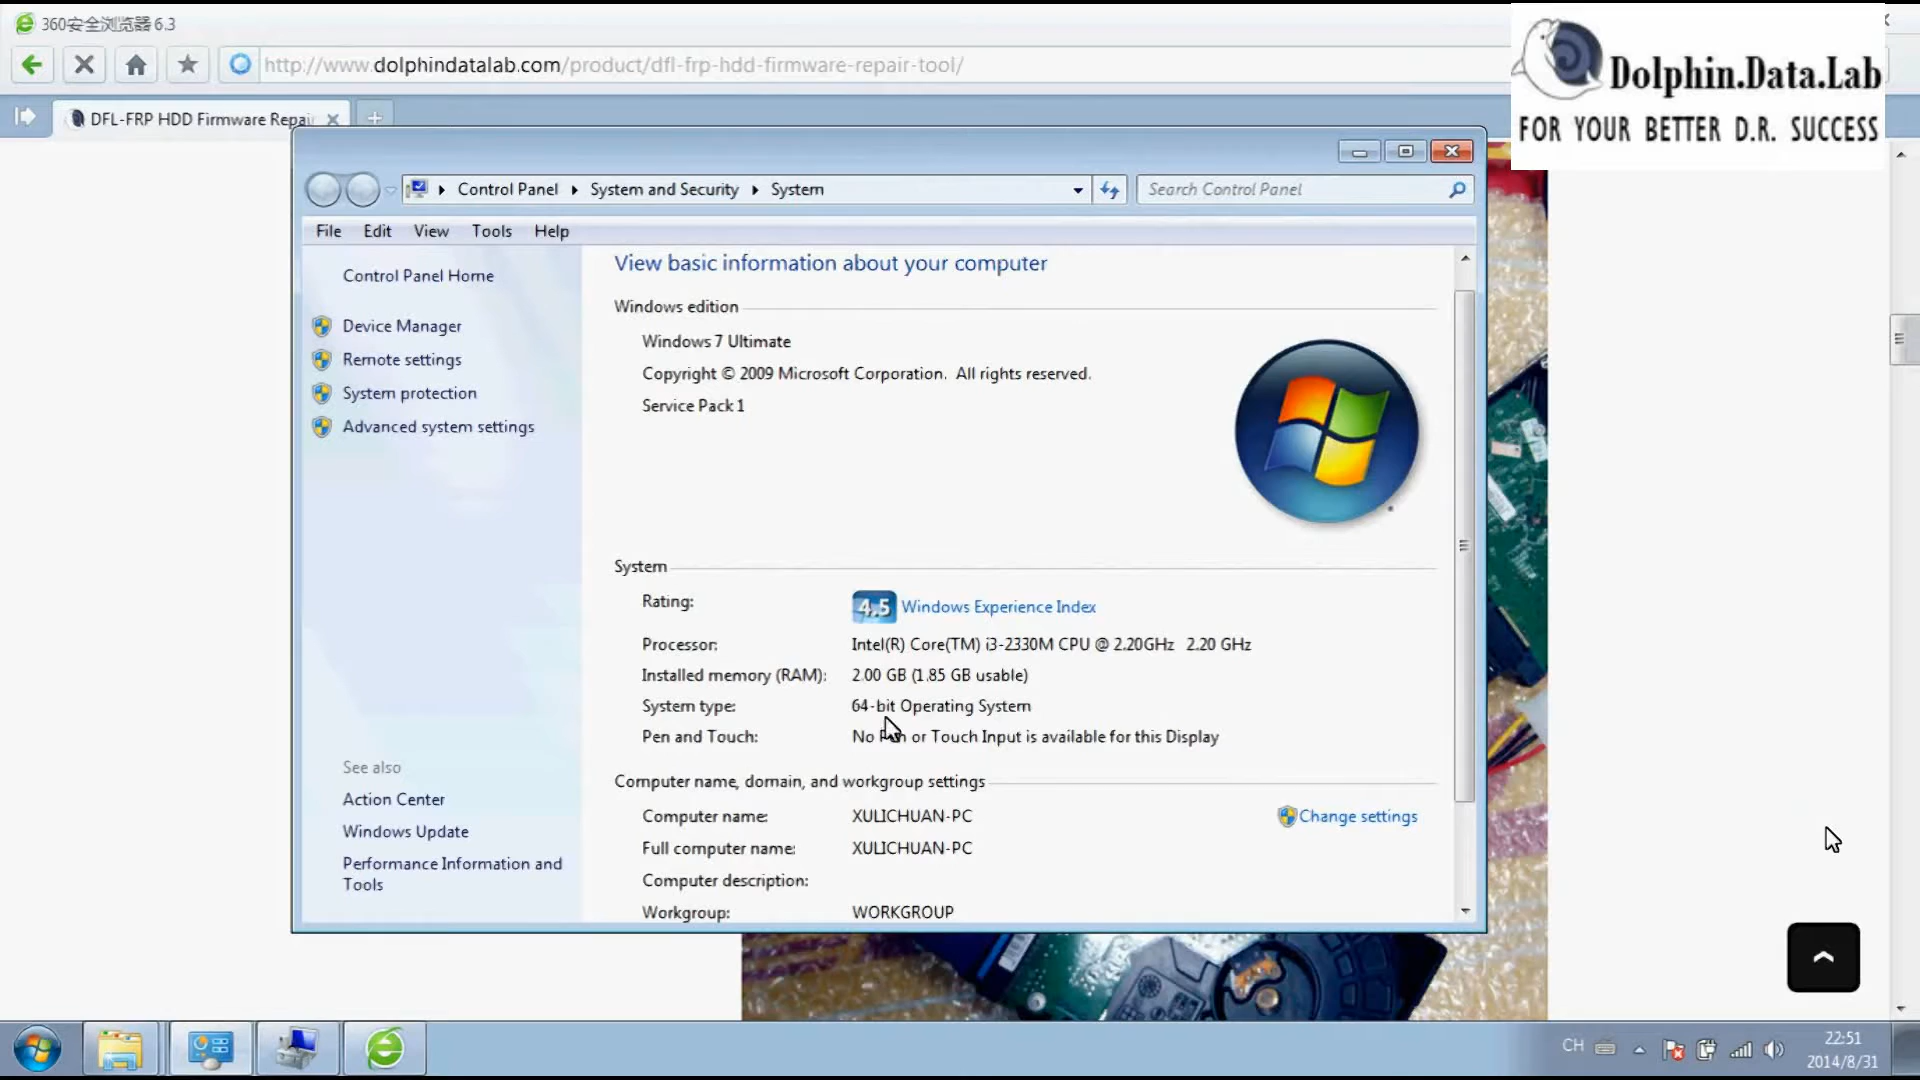 360安全浏览器 6.3
http://www.dolphindatalab.com/product/dfl-frp-hdd-firmware-repair-tool/
DFL-FRP HDD Firmware Repai
Dolphin.Data.Lab
FOR YOUR BETTER D.R. SUCCESS
Control Panel
System and Security
System
Search Control Panel
File Edit View Tools Help
Control Panel Home
Device Manager
Remote settings
System protection
Advanced system settings
See also
Action Center
Windows Update
Performance Information and
Tools
View basic information about your computer
Windows edition
Windows 7 Ultimate
Copyright © 2009 Microsoft Corporation. All rights reserved.
Service Pack 1
System
Rating: 4.5 Windows Experience Index
Processor: Intel(R) Core(TM) i3-2330M CPU @ 2.20GHz 2.20 GHz
Installed memory (RAM): 2.00 GB (1.85 GB usable)
System type: 64-bit Operating System
Pen and Touch: No Pen or Touch Input is available for this Display
Computer name, domain, and workgroup settings
Computer name: XULICHUAN-PC
Change settings
Full computer name: XULICHUAN-PC
Computer description:
Workgroup: WORKGROUP
CH
22:51
2014/8/31